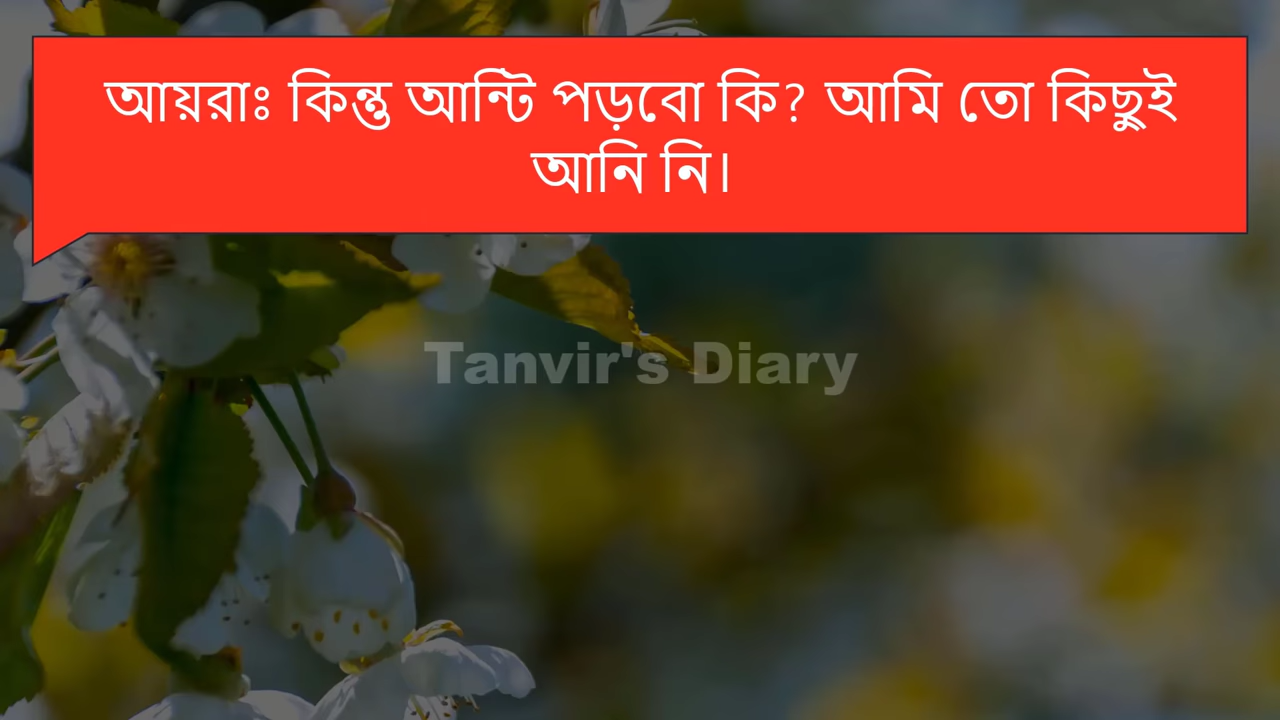 আয়রাঃ কিন্তু আন্টি পড়বো কি? আমি তো কিছুই
আনি নি।
Tanvir's Diary